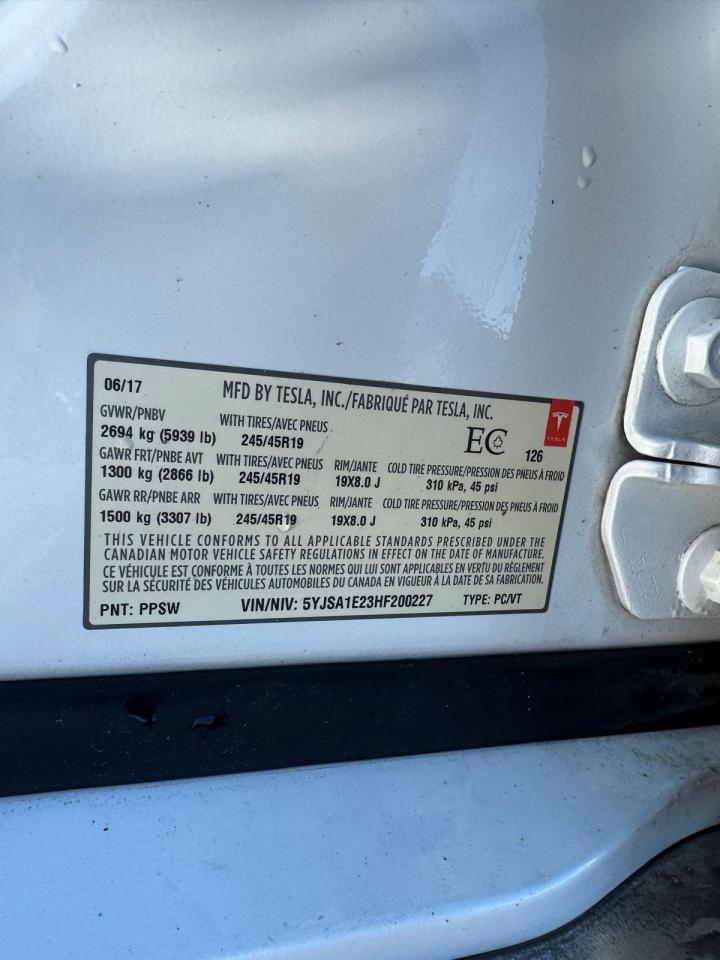 06/17 MFD BY TESLA, INC./FABRIQUÉ PAR TESLA, INC.
GVWR/PNBV WITH TIRES/AVEC PNEUS
2694 kg (5939 lb) 245/45R19 EC 126 TESLA
GAWR FRT/PNBE AVT WITH TIRES/AVEC PNEUS RIM/JANTE COLD TIRE PRESSURE/PRESSION DES PNEUS À FROID
1300 kg (2866 lb) 245/45R19 19X8.0 J 310 kPa, 45 psi
GAWR RR/PNBE ARR WITH TIRES/AVEC PNEUS RIM/JANTE COLD TIRE PRESSURE/PRESSION DES PNEUS À FROID
1500 kg (3307 lb) 245/45R19 19X8.0 J 310 kPa, 45 psi
THIS VEHICLE CONFORMS TO ALL APPLICABLE STANDARDS PRESCRIBED UNDER THE
CANADIAN MOTOR VEHICLE SAFETY REGULATIONS IN EFFECT ON THE DATE OF MANUFACTURE.
CE VÉHICULE EST CONFORME À TOUTES LES NORMES QUI LUI SONT APPLICABLES EN VERTU DU RÈGLEMENT
SUR LA SÉCURITÉ DES VÉHICULES AUTOMOBILES DU CANADA EN VIGUEUR À LA DATE DE SA FABRICATION.
PNT: PPSW VIN/NIV: 5YJSA1E23HF200227 TYPE: PC/VT